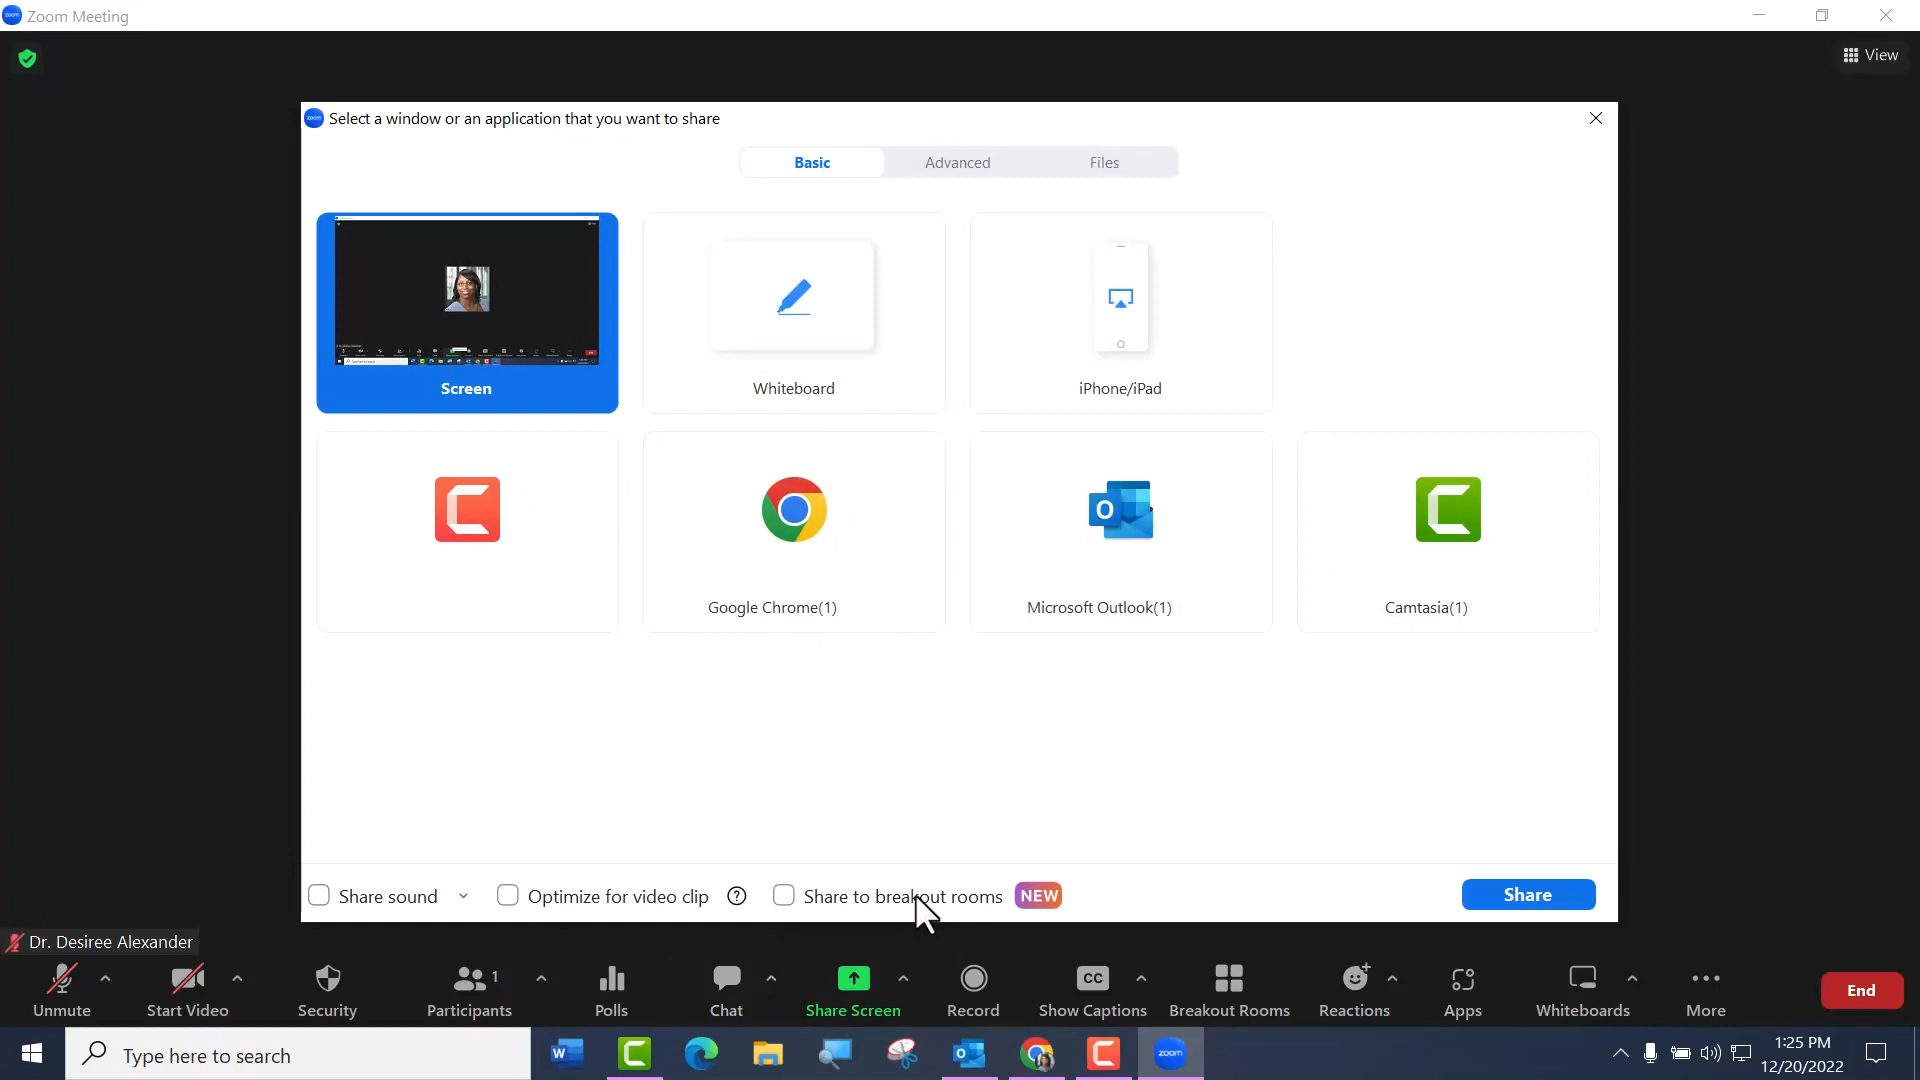 zoom Zoom Meeting
View
zoom Select a window or an application that you want to share
Basic Advanced Files
Screen Whiteboard iPhone/iPad
Google Chrome(1) Microsoft Outlook(1) Camtasia(1)
Share sound Optimize for video clip ? Share to breakout rooms NEW Share
Dr. Desiree Alexander
1 CC
Unmute Start Video Security Participants Polls Chat Share Screen Record Show Captions Breakout Rooms Reactions Apps Whiteboards More End
Type here to search zoom 1:25 PM
12/20/2022